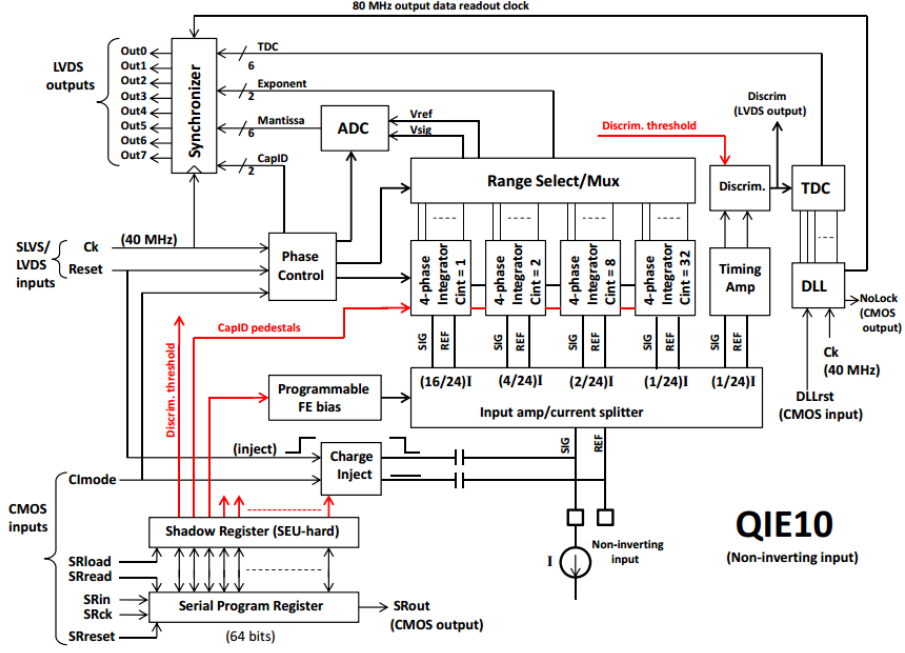 80 MHz output data readout clock
LVDS
outputs
Out0
Out1
Out2
Out3
Out4
Out5
Out6
Out7
Synchronizer
TDC
6
Exponent
2
Mantissa
6
CapID
2
ADC
Vref
Vsig
Discrim. threshold
Discrim
(LVDS output)
Range Select/Mux
Discrim.
TDC
SLVS/
LVDS
inputs
Ck
(40 MHz)
Reset
Phase
Control
4-phase
Integrator
Cint = 1
4-phase
Integrator
Cint = 2
4-phase
Integrator
Cint = 8
4-phase
Integrator
Cint = 32
Timing
Amp
DLL
NoLock
(CMOS
output)
Ck
(40 MHz)
DLLrst
(CMOS input)
CapID pedestals
Discrim. threshold
SIG
REF
SIG
REF
SIG
REF
SIG
REF
SIG
REF
(16/24)I
(4/24)I
(2/24)I
(1/24)I
(1/24)I
Input amp/current splitter
Programmable
FE bias
SIG
REF
(inject)
Charge
Inject
CMOS
inputs
CImode
Shadow Register (SEU-hard)
SRload
SRread
SRin
SRck
SRreset
Serial Program Register
(64 bits)
SRout
(CMOS output)
I
Non-inverting
input
QIE10
(Non-inverting input)